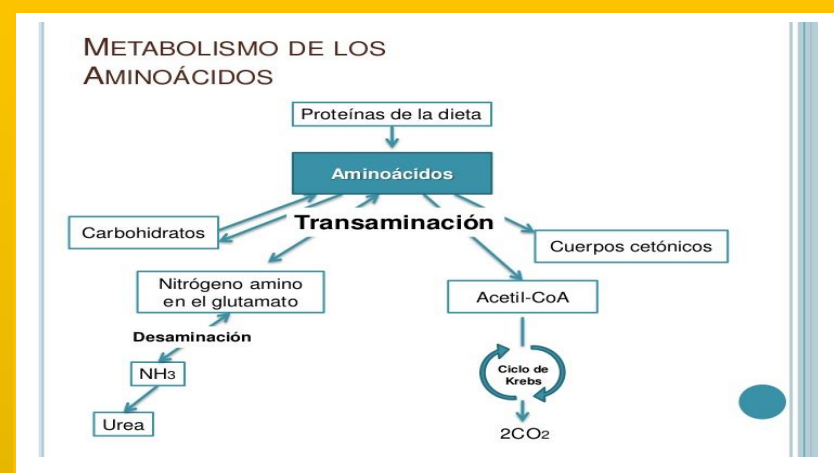 METABOLISMO DE LOS
AMINOÁCIDOS
Proteínas de la dieta
Aminoácidos
Transaminación
Carbohidratos
Cuerpos cetónicos
Nitrógeno amino
en el glutamato
Acetil-CoA
Desaminación
NH3
Ciclo de
Krebs
Urea
2CO2